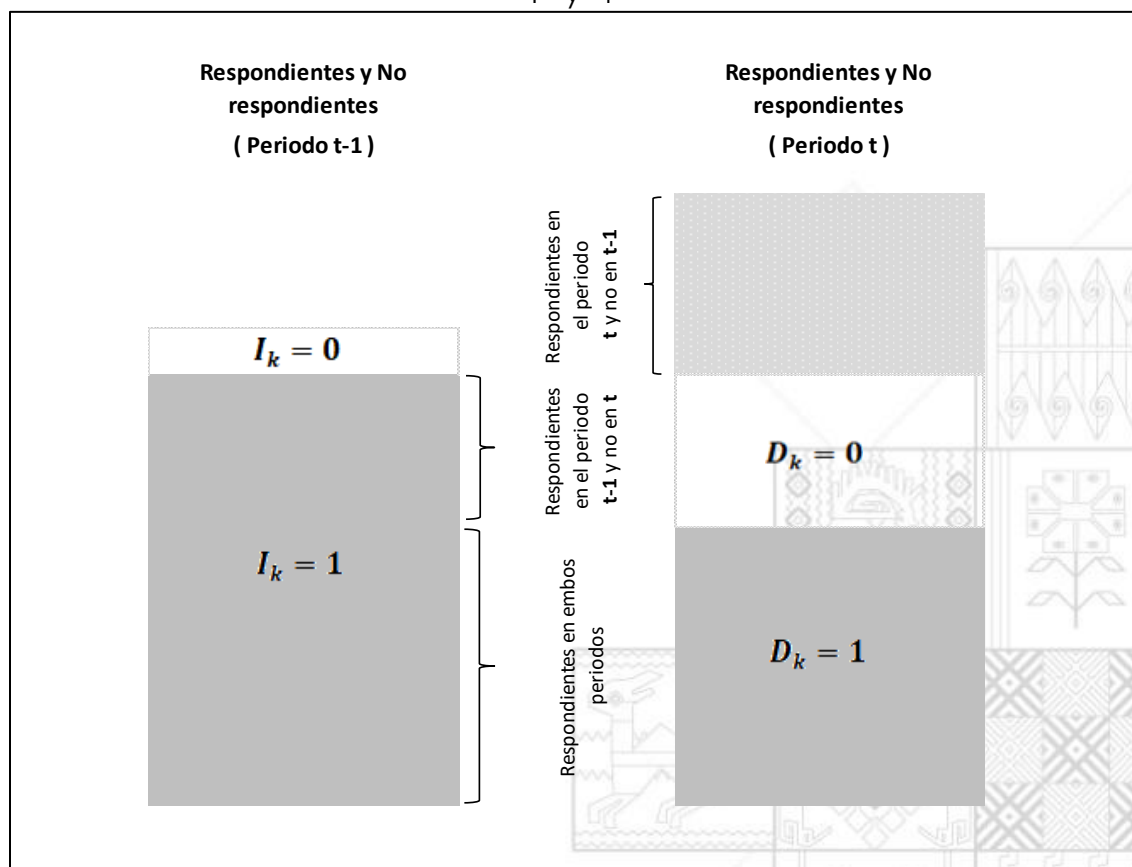 Respondientes y No
respondientes
( Periodo t-1 )
Respondientes y No
respondientes
( Periodo t )
Respondientes en
el periodo
t y no en t-1
I_k = 0
Respondientes
en el periodo
t-1 y no en t
D_k = 0
I_k = 1
Respondientes en embos
periodos
D_k = 1